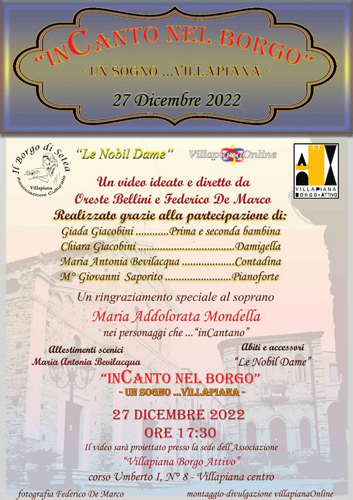 "inCanto nel Borgo"
- un sogno ...Villapiana -
27 Dicembre 2022
Il Borgo di Setea
Associazione Culturale
Villapiana
"Le Nobil Dame"
VillapianaOnline
VILLAPIANA
BORGO·ATTIVO
Un video ideato e diretto da
Oreste Bellini e Federico De Marco
Realizzato grazie alla partecipazione di:
Giada Giacobini ...........Prima e seconda bambina
Chiara Giacobini ............................Damigella
Maria Antonia Bevilacqua ............Contadina
M° Giovanni Saporito ....................Pianoforte
Un ringraziamento speciale al soprano
Maria Addolorata Mondella
nei personaggi che ..."inCantano"
Allestimenti scenici
Maria Antonia Bevilacqua
Abiti e accessori
"Le Nobil Dame"
"inCanto nel Borgo"
- un sogno ...Villapiana -
27 DICEMBRE 2022
ORE 17:30
Il video sarà proiettato presso la sede dell'Associazione
"Villapiana Borgo Attivo"
corso Umberto I, N° 8 - Villapiana centro
fotografia Federico De Marco
montaggio-divulgazione villapianaOnline